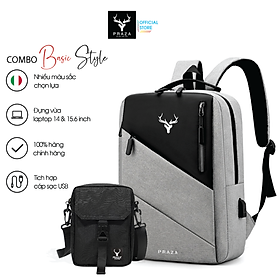 PRAZA
OFFICIAL
STORE
COMBO Basic Style
Nhiều màu sắc
chọn lựa
Đựng vừa
laptop 14 & 15.6 inch
100% hàng
chính hãng
Tích hợp
cáp sạc USB
PRAZA